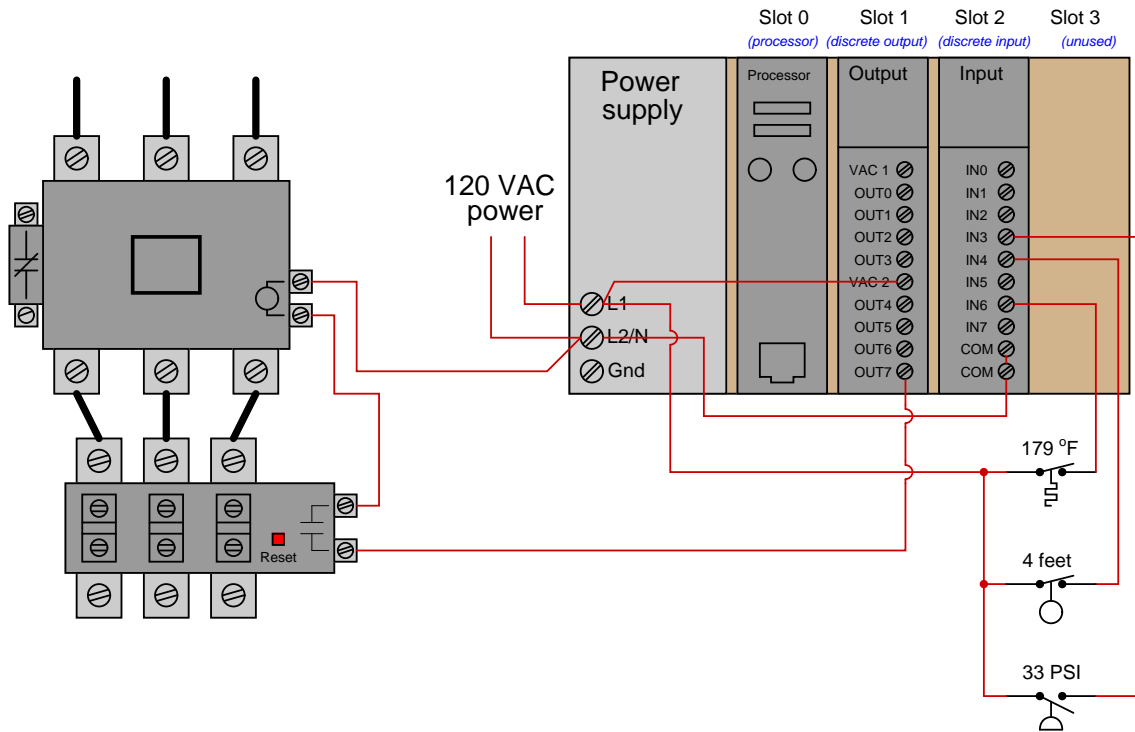 Slot 0 Slot 1 Slot 2 Slot 3
(processor) (discrete output) (discrete input) (unused)
Power
supply
Processor
Output
Input
120 VAC
power
L1
L2/N
Gnd
VAC 1
OUT0
OUT1
OUT2
OUT3
VAC 2
OUT4
OUT5
OUT6
OUT7
IN0
IN1
IN2
IN3
IN4
IN5
IN6
IN7
COM
COM
179 °F
4 feet
33 PSI
Reset